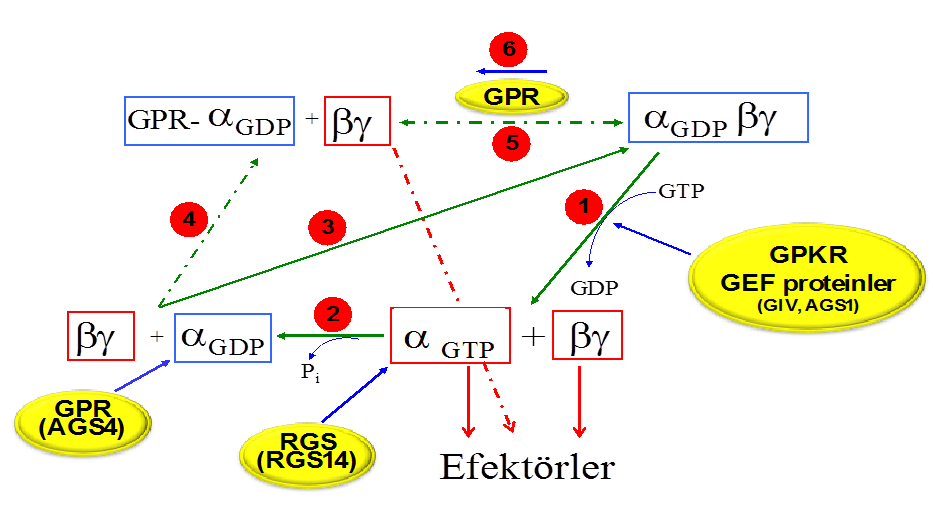 6
GPR
GPR- αGDP + βγ
5
αGDP βγ
4
3
1
GTP
GDP
GPKR
GEF proteinler
(GIV, AGS1)
βγ + αGDP
2
Pi
α GTP + βγ
GPR
(AGS4)
RGS
(RGS14)
Efektörler